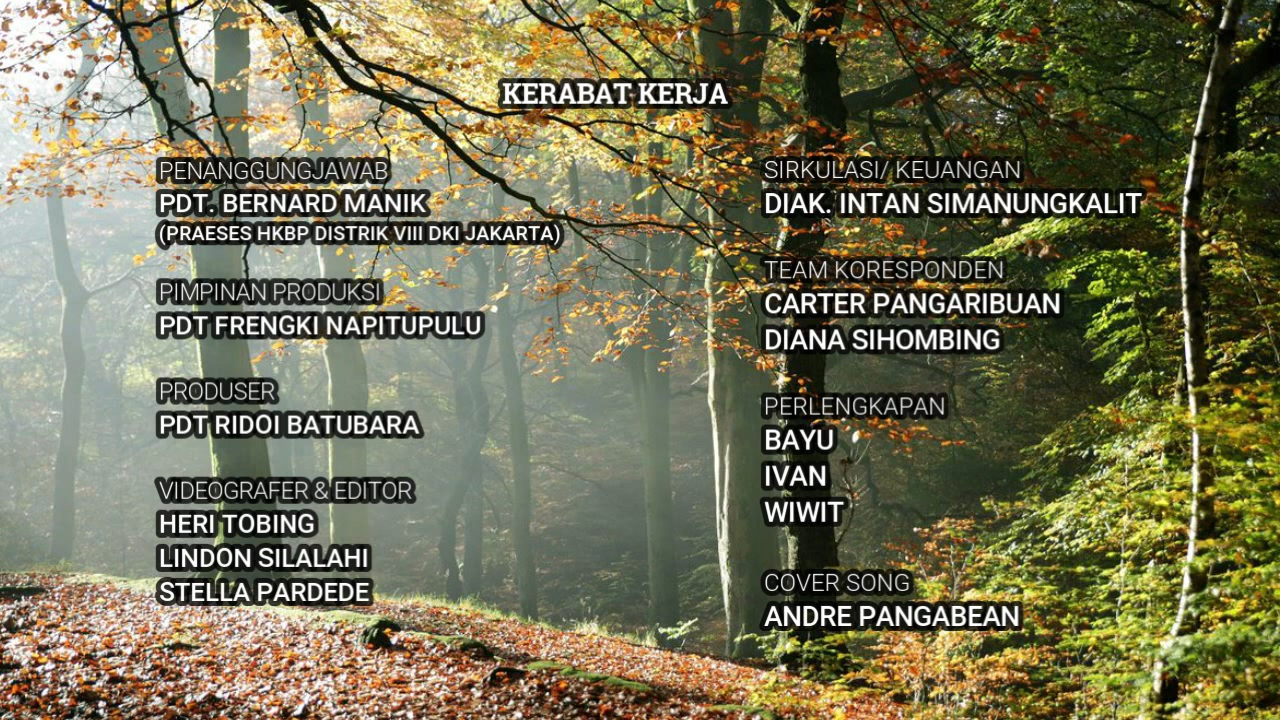 KERABAT KERJA
PENANGGUNGJAWAB
PDT. BERNARD MANIK
(PRAESES HKBP DISTRIK VIII DKI JAKARTA)
PIMPINAN PRODUKSI
PDT FRENGKI NAPITUPULU
PRODUSER
PDT RIDOI BATUBARA
VIDEOGRAFER & EDITOR
HERI TOBING
LINDON SILALAHI
STELLA PARDEDE
SIRKULASI/ KEUANGAN
DIAK. INTAN SIMANUNGKALIT
TEAM KORESPONDEN
CARTER PANGARIBUAN
DIANA SIHOMBING
PERLENGKAPAN
BAYU
IVAN
WIWIT
COVER SONG
ANDRE PANGABEAN